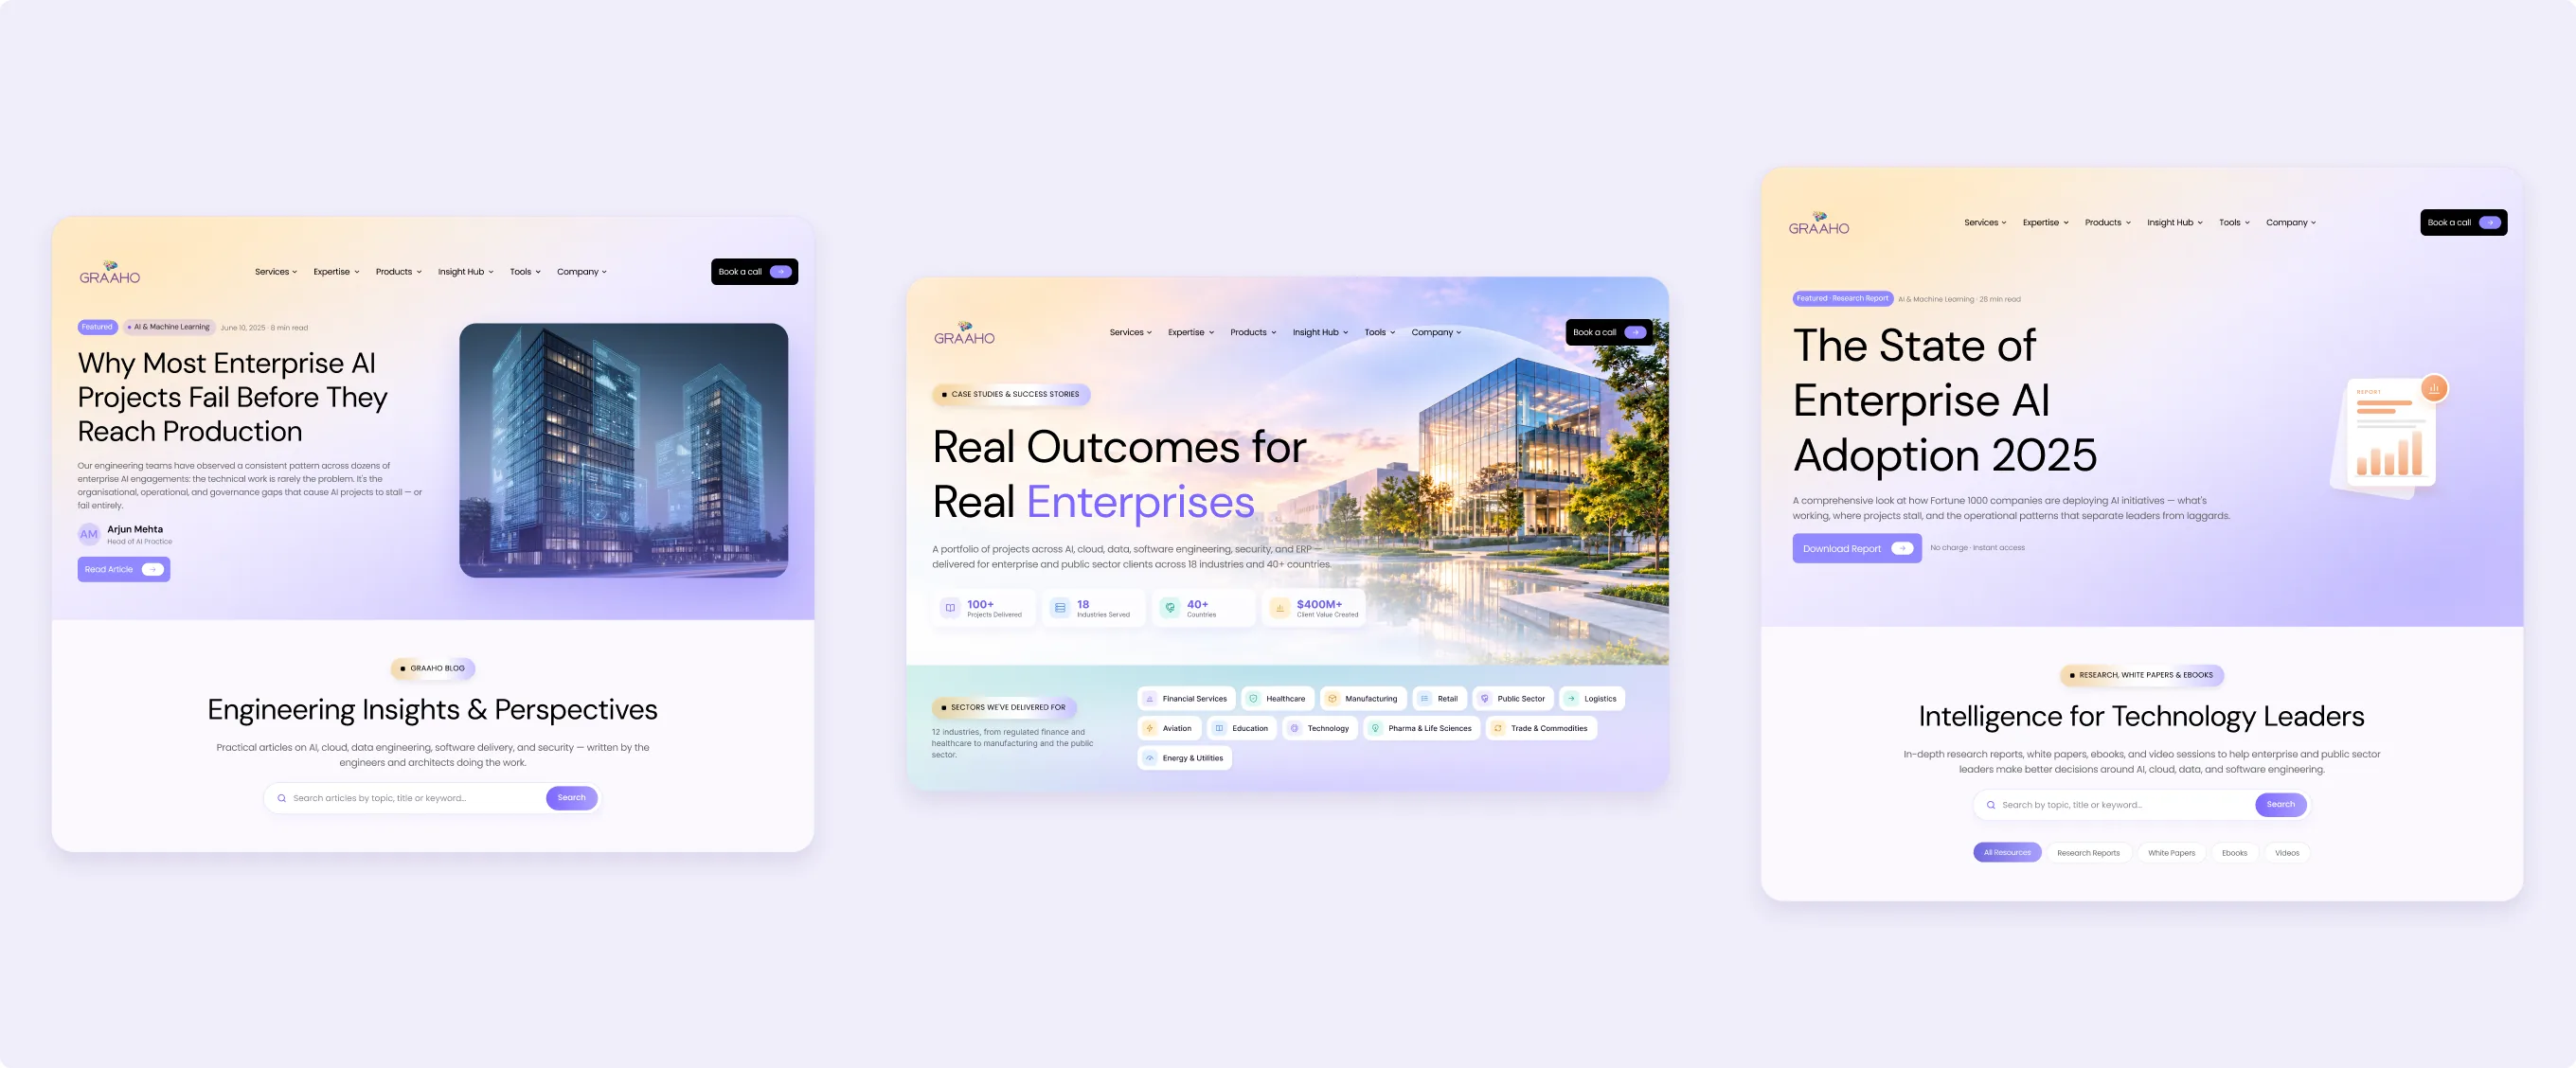 GRAAHO
Services
Expertise
Products
Insight Hub
Tools
Company
Book a call
Featured
AI & Machine Learning
June 10, 2025 · 8 min read
Why Most Enterprise AI
Projects Fail Before They
Reach Production
Our engineering teams have observed a consistent pattern across dozens of
enterprise AI engagements: the technical work is rarely the problem. It's the
organisational, operational, and governance gaps that cause AI projects to stall — or
fail entirely.
AM
Arjun Mehta
Head of AI Practice
Read Article
GRAAHO BLOG
Engineering Insights & Perspectives
Practical articles on AI, cloud, data engineering, software delivery, and security — written by the
engineers and architects doing the work.
Search articles by topic, title or keyword...
Search
GRAAHO
Services
Expertise
Products
Insight Hub
Tools
Company
Book a call
CASE STUDIES & SUCCESS STORIES
Real Outcomes for
Real Enterprises
A portfolio of projects across AI, cloud, data, software engineering, security, and ERP —
delivered for enterprise and public sector clients across 18 industries and 40+ countries.
100+
Projects Delivered
18
Industries Served
40+
Countries
$400M+
Client Value Created
SECTORS WE'VE DELIVERED FOR
12 industries, from regulated finance and
healthcare to manufacturing and the public
sector.
Financial Services
Healthcare
Manufacturing
Retail
Public Sector
Logistics
Aviation
Education
Technology
Pharma & Life Sciences
Trade & Commodities
Energy & Utilities
GRAAHO
Services
Expertise
Products
Insight Hub
Tools
Company
Book a call
Featured · Research Report
AI & Machine Learning · 28 min read
The State of
Enterprise AI
Adoption 2025
A comprehensive look at how Fortune 1000 companies are deploying AI initiatives — what's
working, where projects stall, and the operational patterns that separate leaders from laggards.
Download Report
No charge · Instant access
REPORT
RESEARCH, WHITE PAPERS & EBOOKS
Intelligence for Technology Leaders
In-depth research reports, white papers, ebooks, and video sessions to help enterprise and public sector
leaders make better decisions around AI, cloud, data, and software engineering.
Search by topic, title or keyword...
Search
All Resources
Research Reports
White Papers
Ebooks
Videos